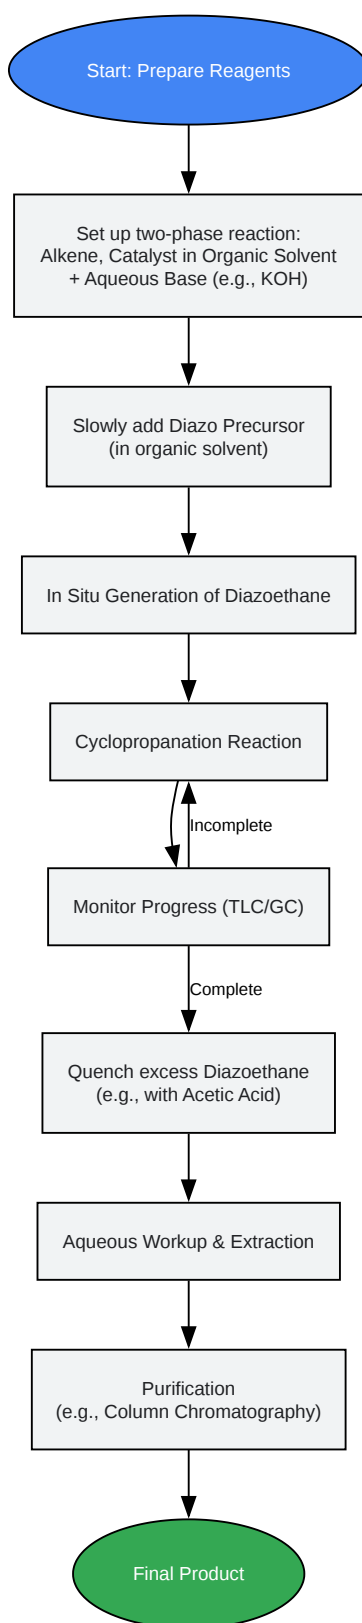 Start: Prepare Reagents
Set up two-phase reaction:
Alkene, Catalyst in Organic Solvent
+ Aqueous Base (e.g., KOH)
Slowly add Diazo Precursor
(in organic solvent)
In Situ Generation of Diazoethane
Cyclopropanation Reaction
Incomplete
Monitor Progress (TLC/GC)
Complete
Quench excess Diazoethane
(e.g., with Acetic Acid)
Aqueous Workup & Extraction
Purification
(e.g., Column Chromatography)
Final Product